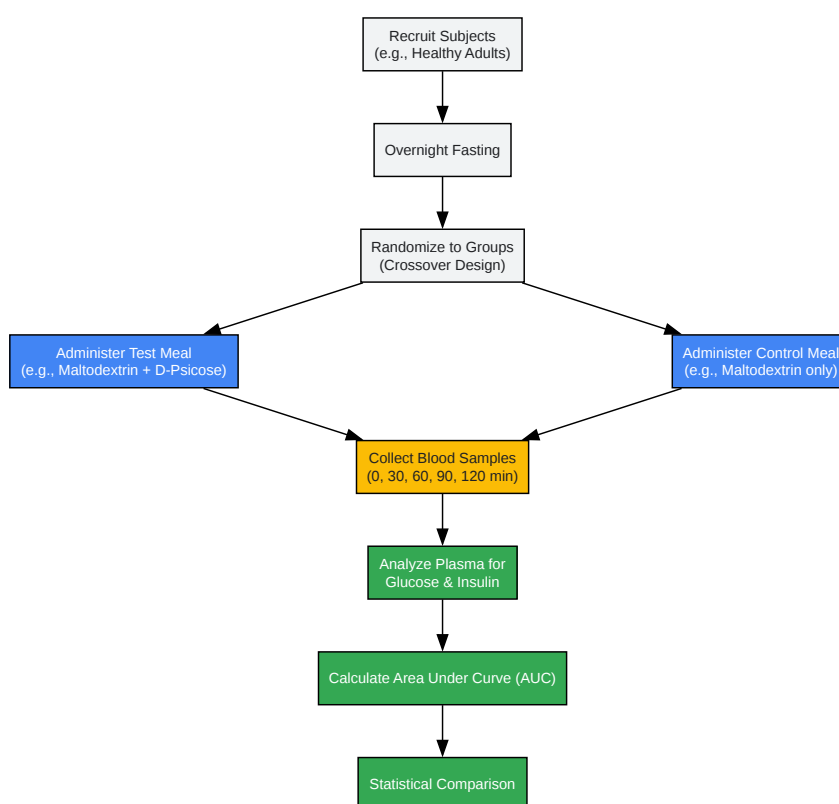 Recruit Subjects
(e.g., Healthy Adults)
Overnight Fasting
Randomize to Groups
(Crossover Design)
Administer Test Meal
(e.g., Maltodextrin + D-Psicose)
Administer Control Meal
(e.g., Maltodextrin only)
Collect Blood Samples
(0, 30, 60, 90, 120 min)
Analyze Plasma for
Glucose & Insulin
Calculate Area Under Curve (AUC)
Statistical Comparison